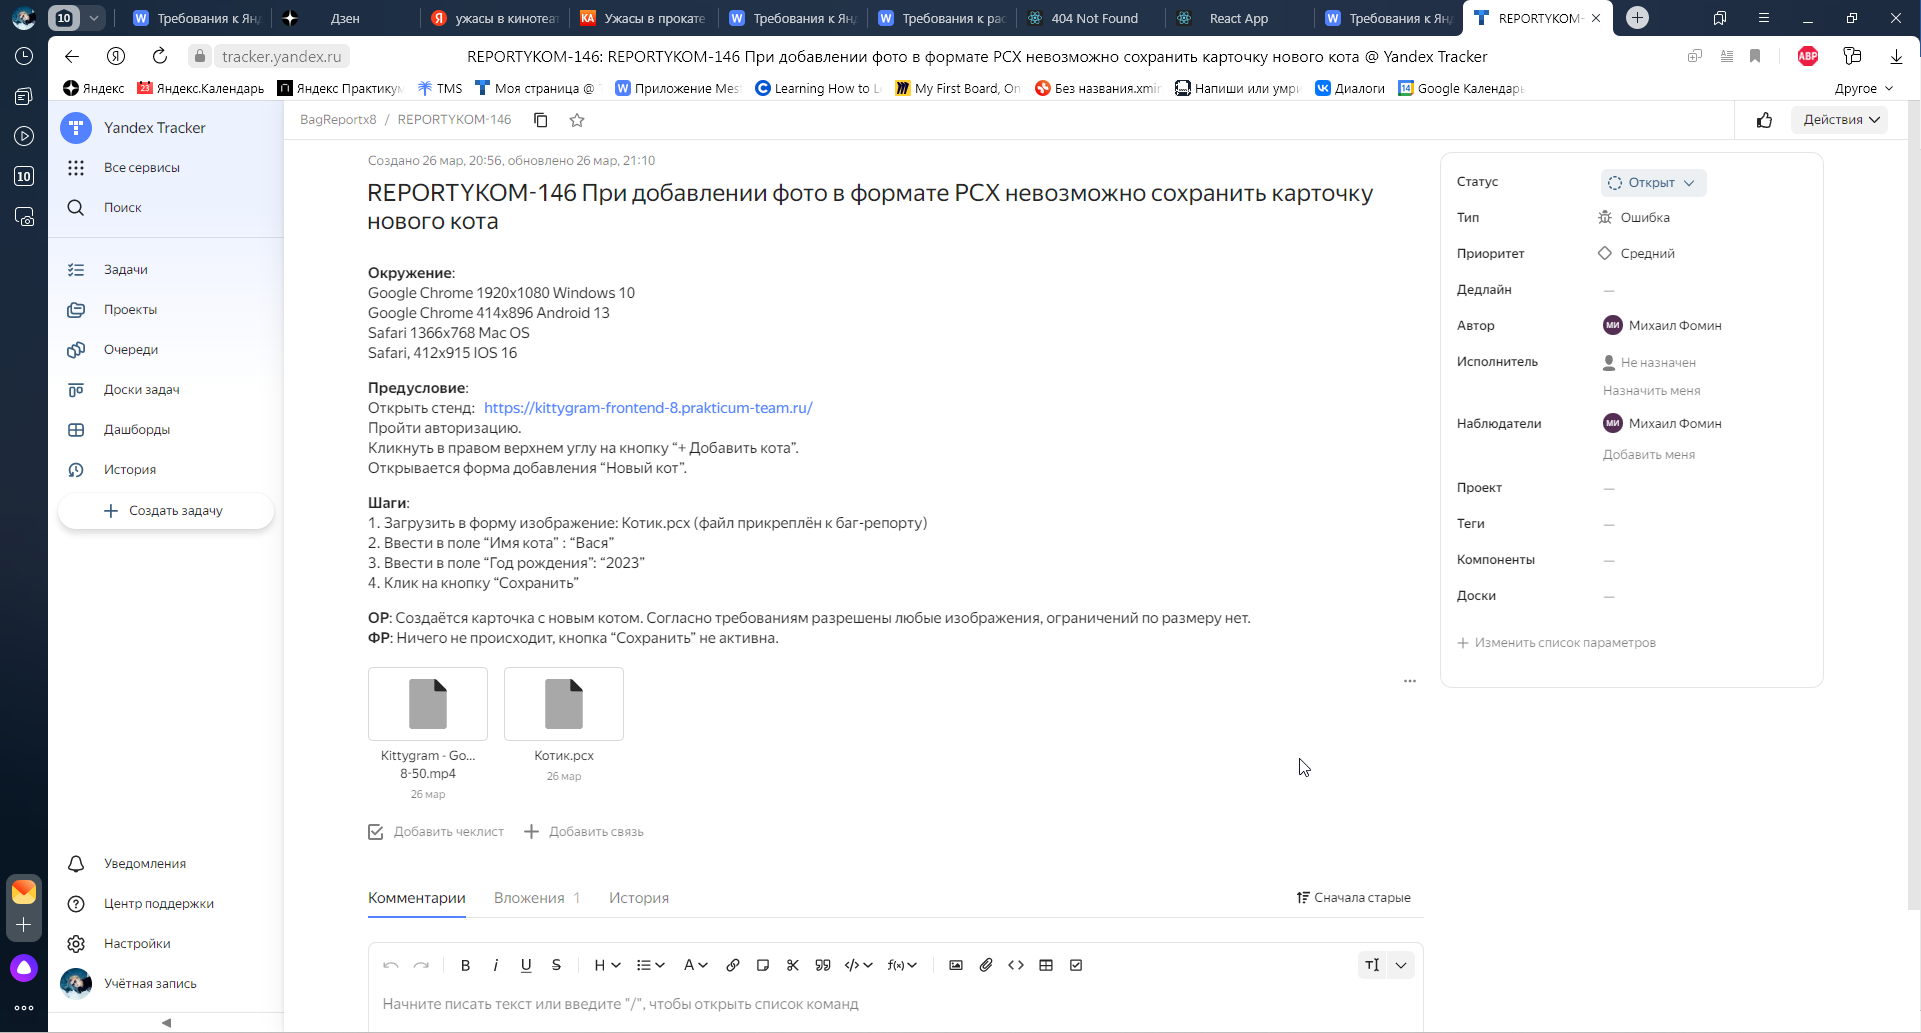 10
Требования к Ян
Дзен
ужасы в кинотеа
Ужасы в прокате
Требования к Ян
Требования к рас
404 Not Found
React App
Требования к Ян
REPORTYKOM-
tracker.yandex.ru
REPORTYKOM-146: REPORTYKOM-146 При добавлении фото в формате PCX невозможно сохранить карточку нового кота @ Yandex Tracker
ABP
Яндекс
Яндекс.Календарь
Яндекс Практикум
TMS
Моя страница @
Приложение Mest
Learning How to L
My First Board, On
Без названия.xmin
Напиши или умри
Диалоги
Google Календарь
Другое
10
Yandex Tracker
Все сервисы
Поиск
Задачи
Проекты
Очереди
Доски задач
Дашборды
История
Создать задачу
Уведомления
Центр поддержки
Настройки
Учётная запись
BagReportx8 / REPORTYKOM-146
Действия
Создано 26 мар, 20:56, обновлено 26 мар, 21:10
REPORTYKOM-146 При добавлении фото в формате PCX невозможно сохранить карточку
нового кота
Окружение:
Google Chrome 1920x1080 Windows 10
Google Chrome 414x896 Android 13
Safari 1366x768 Mac OS
Safari, 412x915 IOS 16
Предусловие:
Открыть стенд: https://kittygram-frontend-8.prakticum-team.ru/
Пройти авторизацию.
Кликнуть в правом верхнем углу на кнопку “+ Добавить кота”.
Открывается форма добавления “Новый кот”.
Шаги:
1. Загрузить в форму изображение: Котик.pcx (файл прикреплён к баг-репорту)
2. Ввести в поле “Имя кота” : “Вася”
3. Ввести в поле “Год рождения”: “2023”
4. Клик на кнопку “Сохранить”
ОР: Создаётся карточка с новым котом. Согласно требованиям разрешены любые изображения, ограничений по размеру нет.
ФР: Ничего не происходит, кнопка “Сохранить” не активна.
Kittygram - Go...
8-50.mp4
26 мар
Котик.pcx
26 мар
Добавить чеклист
Добавить связь
Комментарии
Вложения 1
История
Сначала старые
Начните писать текст или введите "/", чтобы открыть список команд
Статус
Открыт
Тип
Ошибка
Приоритет
Средний
Дедлайн
—
Автор
МИ Михаил Фомин
Исполнитель
Не назначен
Назначить меня
Наблюдатели
МИ Михаил Фомин
Добавить меня
Проект
—
Теги
—
Компоненты
—
Доски
—
Изменить список параметров